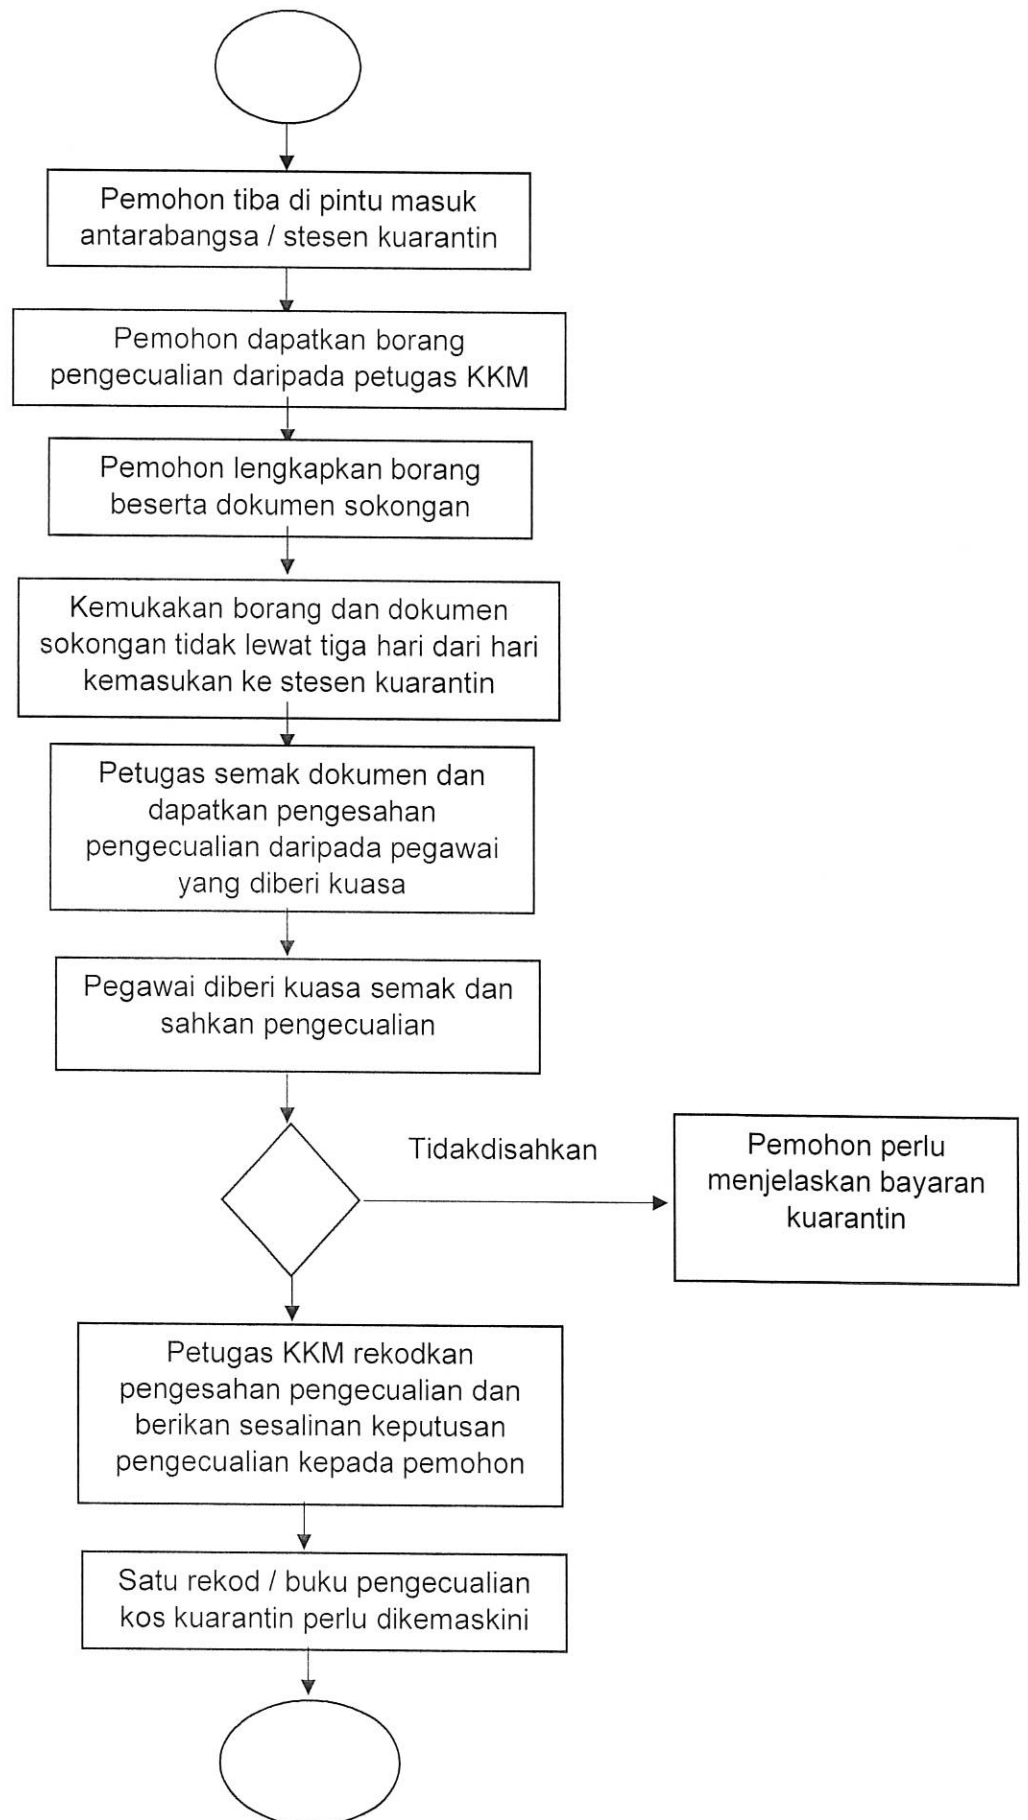 Pemohon tiba di pintu masuk
antarabangsa / stesen kuarantin
Pemohon dapatkan borang
pengecualian daripada petugas KKM
Pemohon lengkapkan borang
beserta dokumen sokongan
Kemukakan borang dan dokumen
sokongan tidak lewat tiga hari dari hari
kemasukan ke stesen kuarantin
Petugas semak dokumen dan
dapatkan pengesahan
pengecualian daripada pegawai
yang diberi kuasa
Pegawai diberi kuasa semak dan
sahkan pengecualian
Tidakdisahkan
Pemohon perlu
menjelaskan bayaran
kuarantin
Petugas KKM rekodkan
pengesahan pengecualian dan
berikan sesalinan keputusan
pengecualian kepada pemohon
Satu rekod / buku pengecualian
kos kuarantin perlu dikemaskini